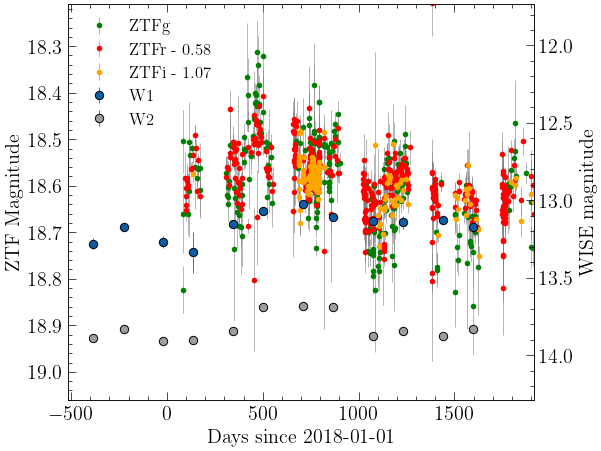 ZTFg
ZTFr - 0.58
ZTFi - 1.07
W1
W2
18.3
18.4
18.5
18.6
18.7
18.8
18.9
19.0
ZTF Magnitude
12.0
12.5
13.0
13.5
14.0
WISE magnitude
−500
0
500
1000
1500
Days since 2018-01-01